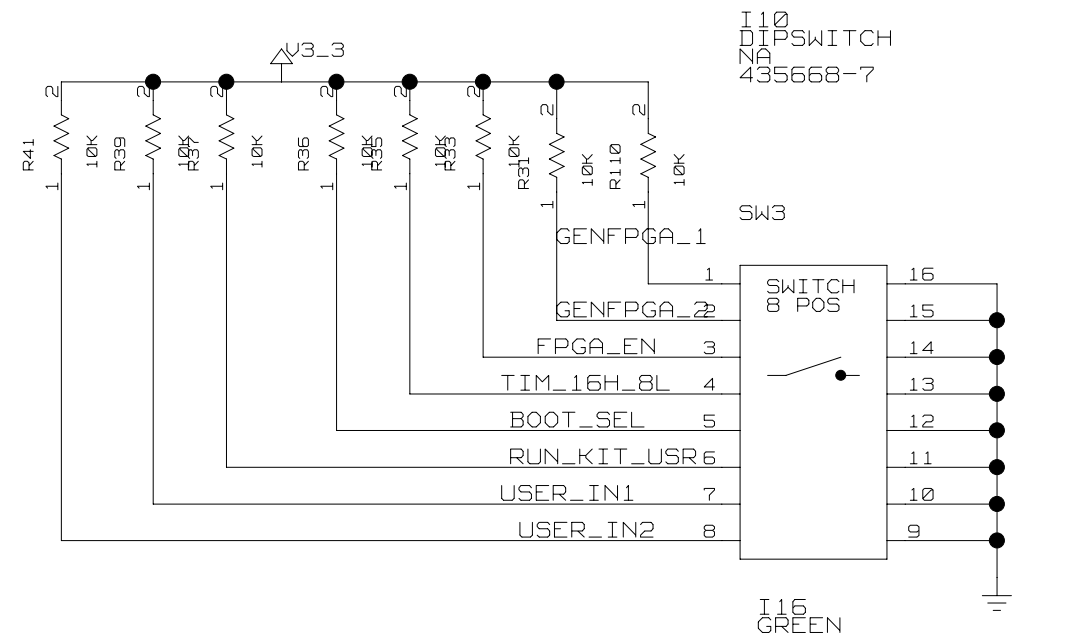 I10
DIPSWITCH
NA
435668-7
V3_3
2 2 2 2 2 2 2 2
R41 10K R39 10K R37 10K R36 10K R35 10K R33 10K R31 10K R110 10K
1 1 1 1 1 1 1 1
SW3
GENFPGA_1
1 16
SWITCH
8 POS
GENFPGA_2 2 15
FPGA_EN 3 14
TIM_16H_8L 4 13
BOOT_SEL 5 12
RUN_KIT_USR 6 11
USER_IN1 7 10
USER_IN2 8 9
I16
GREEN